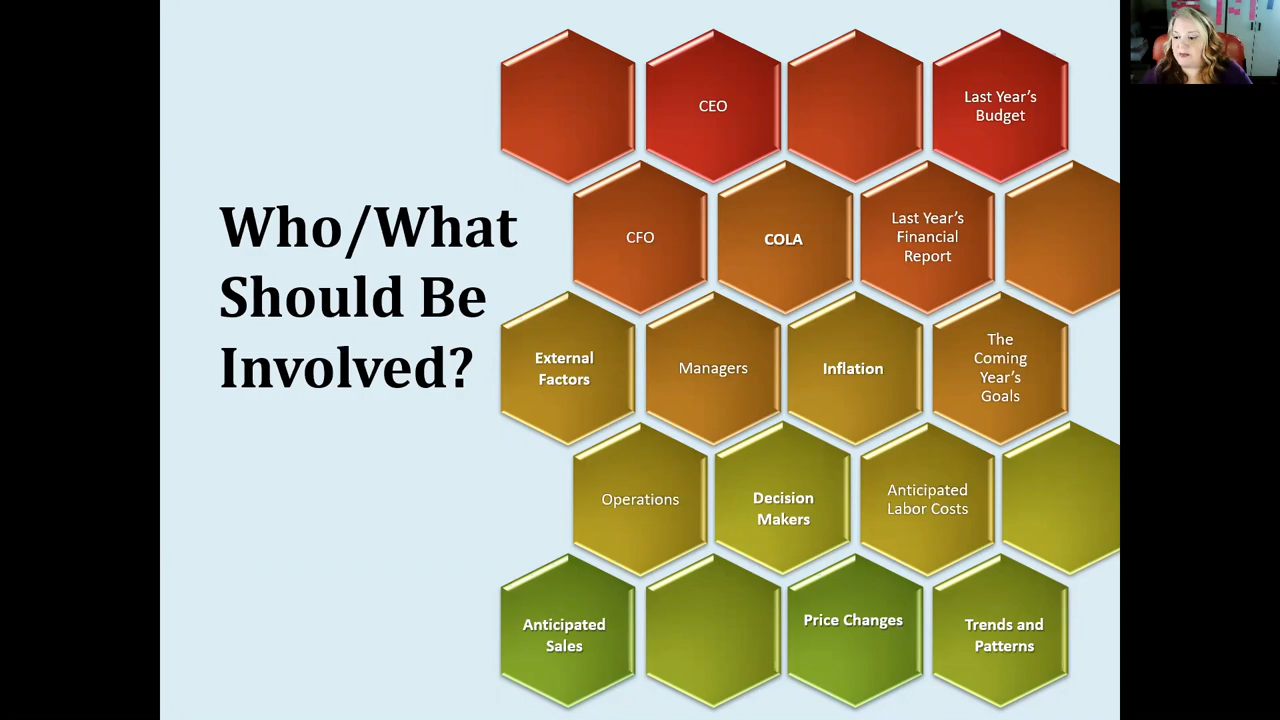 Who/What
Should Be
Involved?
CEO
Last Year’s
Budget
CFO
COLA
Last Year’s
Financial
Report
External
Factors
Managers
Inflation
The
Coming
Year’s
Goals
Operations
Decision
Makers
Anticipated
Labor Costs
Anticipated
Sales
Price Changes
Trends and
Patterns